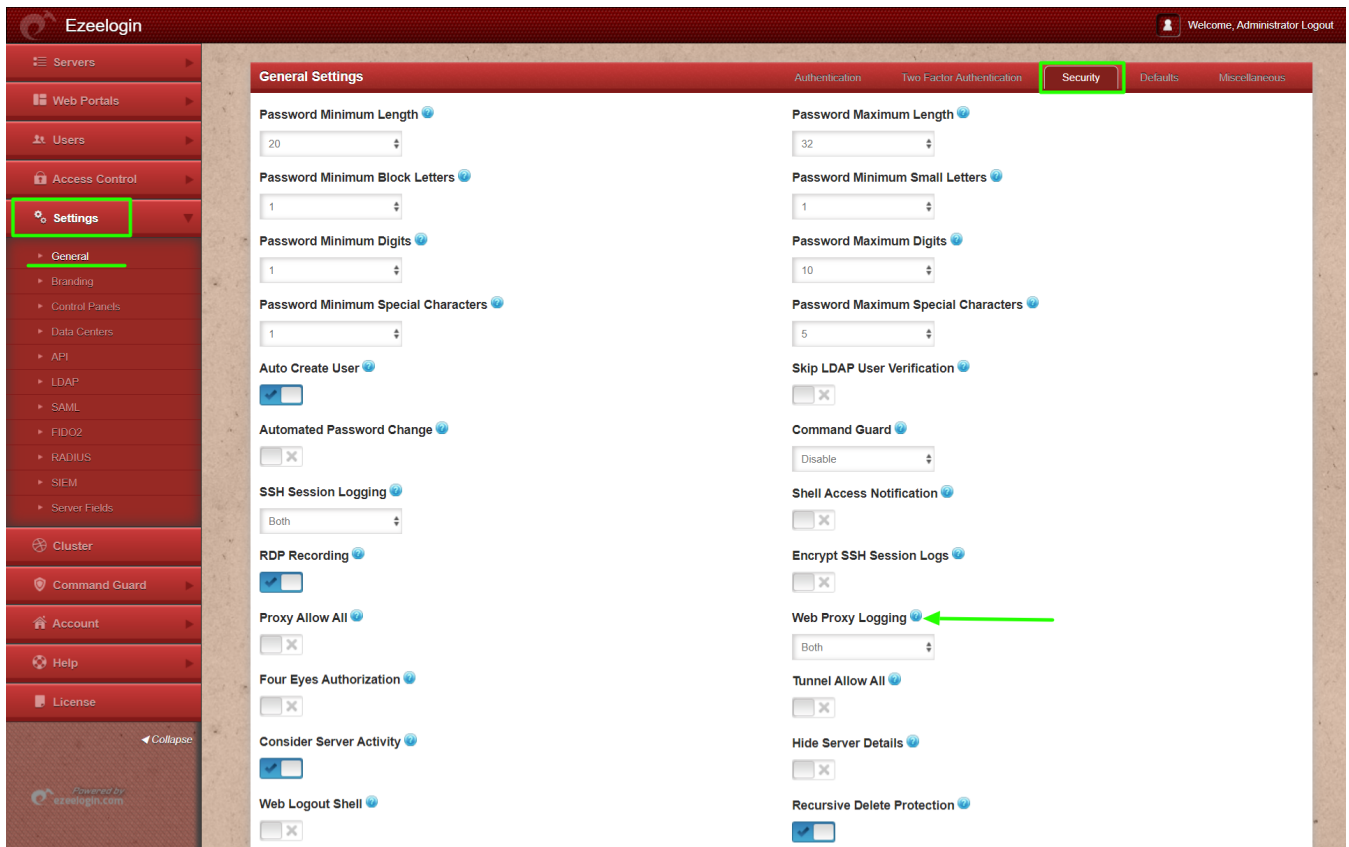 Ezeelogin
Welcome, Administrator Logout
Servers
Web Portals
Users
Access Control
Settings
General
Branding
Control Panels
Data Centers
API
LDAP
SAML
FIDO2
RADIUS
SIEM
Server Fields
Cluster
Command Guard
Account
Help
License
Collapse
Powered by
ezeelogin.com
General Settings
Authentication
Two Factor Authentication
Security
Defaults
Miscellaneous
Password Minimum Length
20
Password Maximum Length
32
Password Minimum Block Letters
1
Password Minimum Small Letters
1
Password Minimum Digits
1
Password Maximum Digits
10
Password Minimum Special Characters
1
Password Maximum Special Characters
5
Auto Create User
Skip LDAP User Verification
Automated Password Change
Command Guard
Disable
SSH Session Logging
Both
Shell Access Notification
RDP Recording
Encrypt SSH Session Logs
Proxy Allow All
Web Proxy Logging
Both
Four Eyes Authorization
Tunnel Allow All
Consider Server Activity
Hide Server Details
Web Logout Shell
Recursive Delete Protection